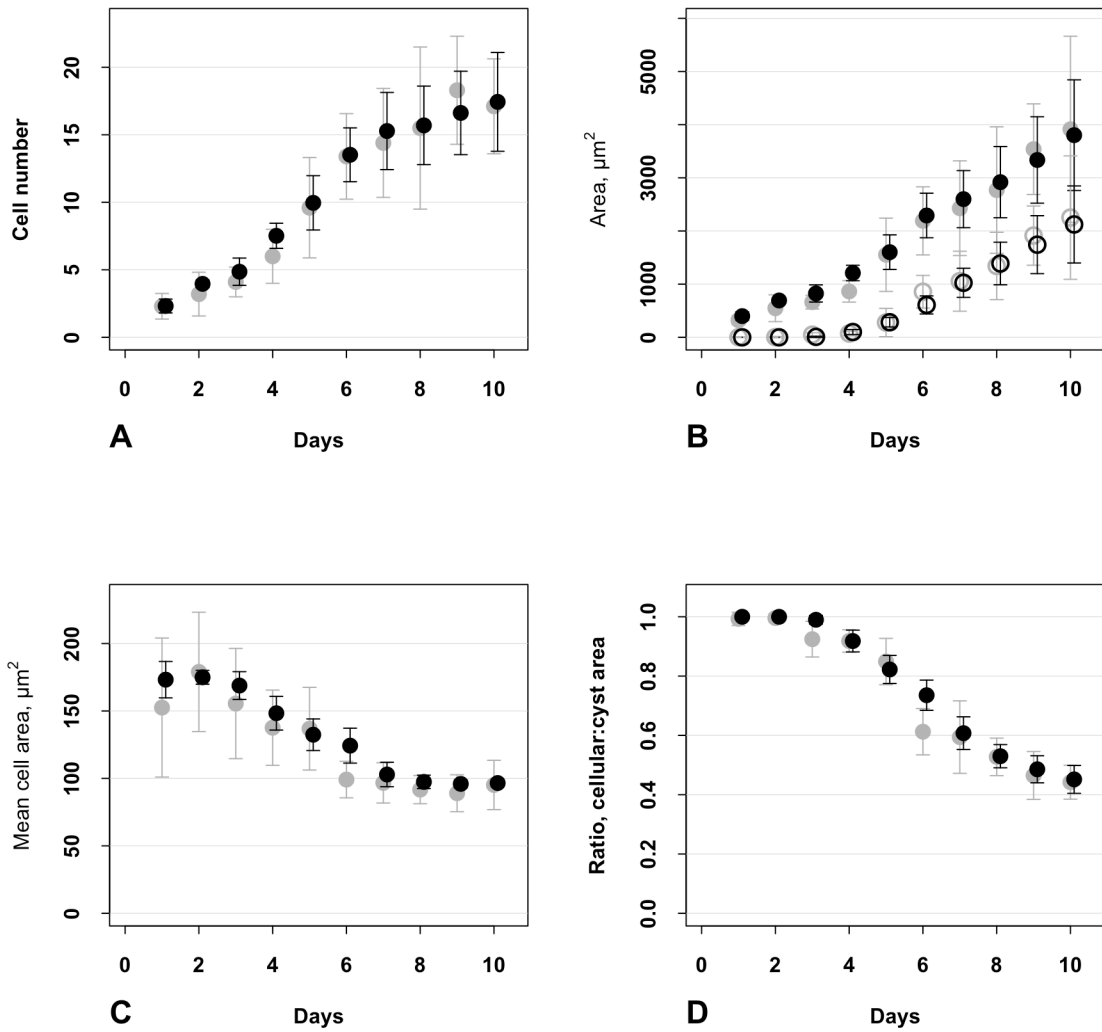 Cell number
0 5 10 15 20
0 2 4 6 8 10
A Days
Area, µm²
0 1000 3000 5000
0 2 4 6 8 10
B Days
Mean cell area, µm²
0 50 100 150 200
0 2 4 6 8 10
C Days
Ratio, cellular:cyst area
0.0 0.2 0.4 0.6 0.8 1.0
0 2 4 6 8 10
D Days